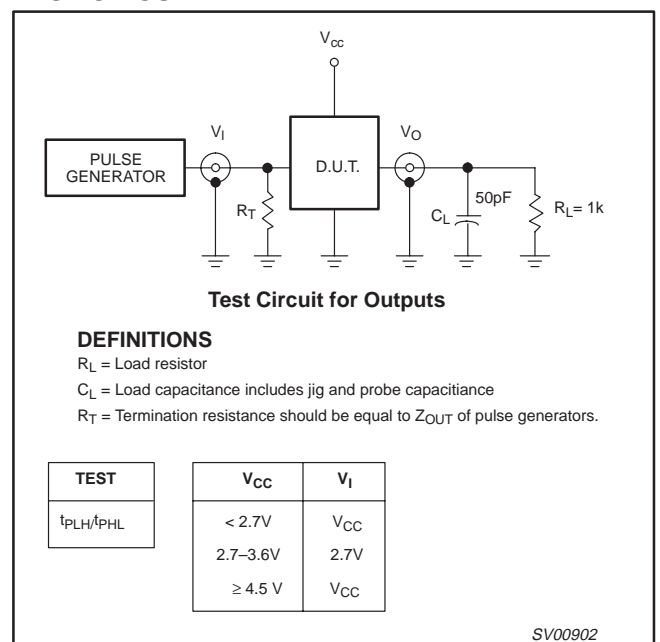 Vcc
VI
VO
PULSE
GENERATOR
D.U.T.
RT
50pF
CL
RL= 1k
Test Circuit for Outputs
DEFINITIONS
RL = Load resistor
CL = Load capacitance includes jig and probe capacitiance
RT = Termination resistance should be equal to ZOUT of pulse generators.
TEST
tPLH/tPHL
VCC VI
< 2.7V VCC
2.7–3.6V 2.7V
≥ 4.5 V VCC
SV00902